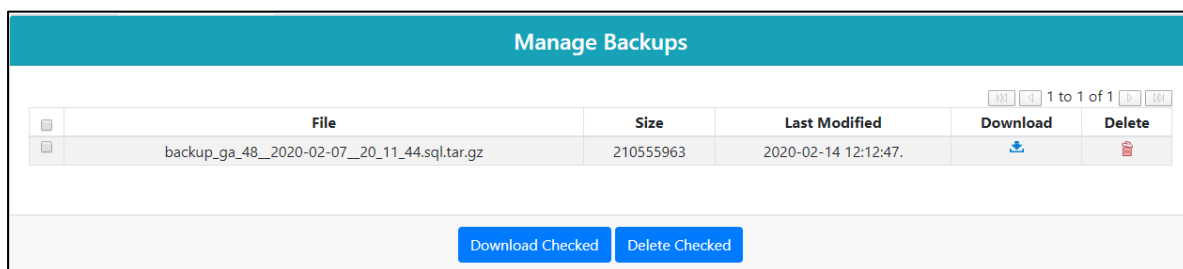 Manage Backups
1 to 1 of 1
File Size Last Modified Download Delete
backup_ga_48__2020-02-07__20_11_44.sql.tar.gz 210555963 2020-02-14 12:12:47.
Download Checked Delete Checked